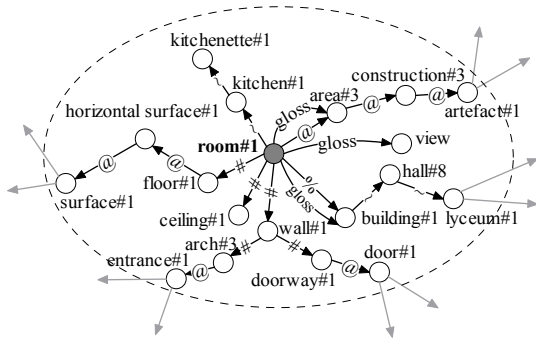 kitchenette#1
~
kitchen#1
~
gloss
area#3
@
construction#3
@
artefact#1
horizontal surface#1
@
@
room#1
gloss
view
surface#1
floor#1
#
ceiling#1
#
#
gloss
%
building#1
~
hall#8
~
lyceum#1
wall#1
arch#3
#
entrance#1
@
#
doorway#1
@
door#1